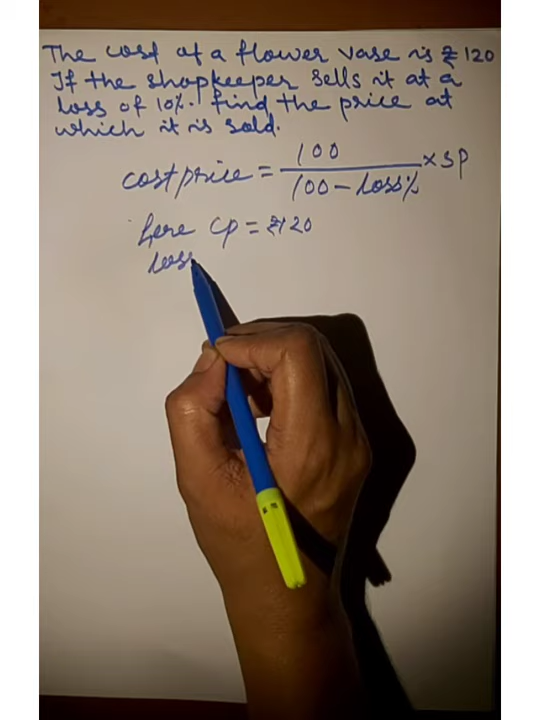 The cost of a flower vase is ₹120
If the shopkeeper sells it at a
loss of 10%. find the price at
which it is sold.
cost price = 100 / 100 - loss% × SP
here CP = ₹120
loss